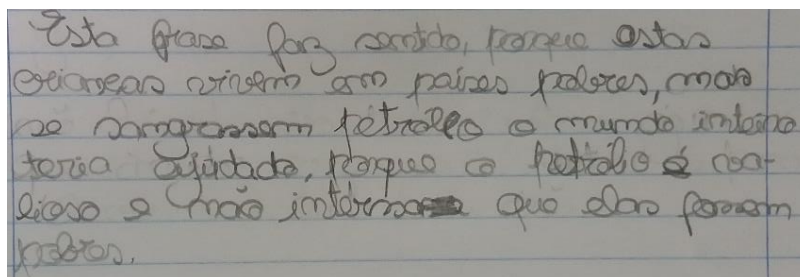 Esta frase faz sentido, porque estas
crianças vivem em países pobres, mas
se sangrassem petróleo o mundo inteiro
teria ajudado, porque o petróleo é va-
lioso e não interessa que elas fossem
pobres.